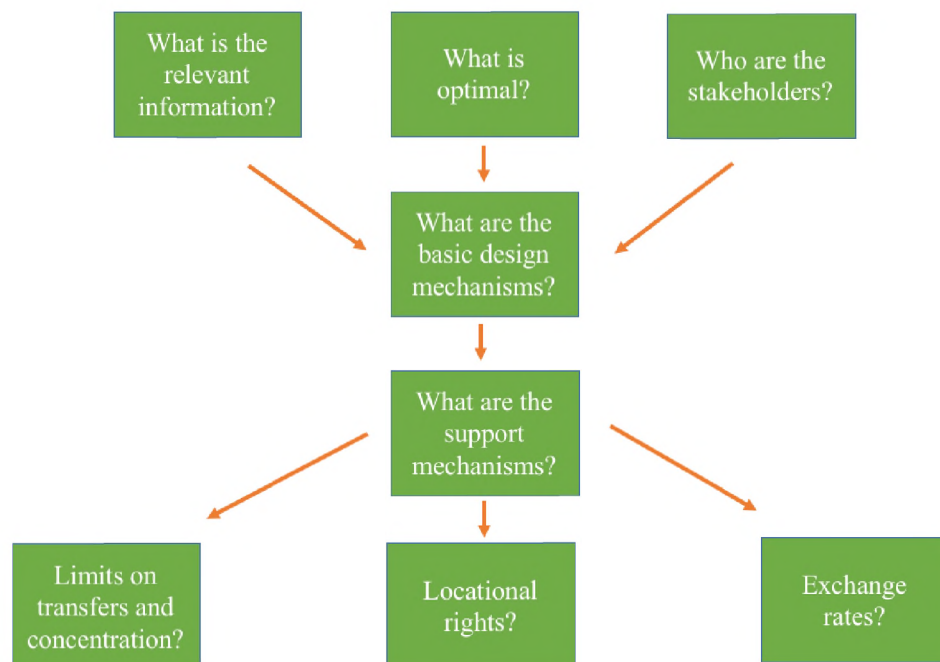 What is the
relevant
information?
What is
optimal?
Who are the
stakeholders?
What are the
basic design
mechanisms?
What are the
support
mechanisms?
Limits on
transfers and
concentration?
Locational
rights?
Exchange
rates?